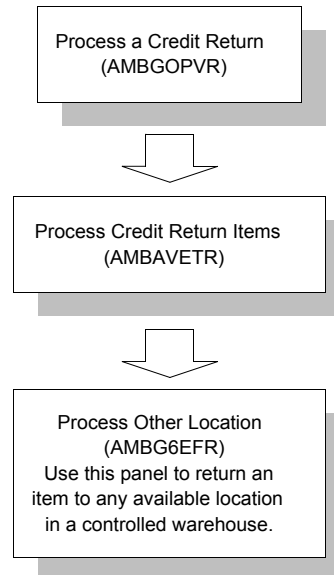 Process a Credit Return
(AMBGOPVR)
Process Credit Return Items
(AMBAVETR)
Process Other Location
(AMBG6EFR)
Use this panel to return an
item to any available location
in a controlled warehouse.